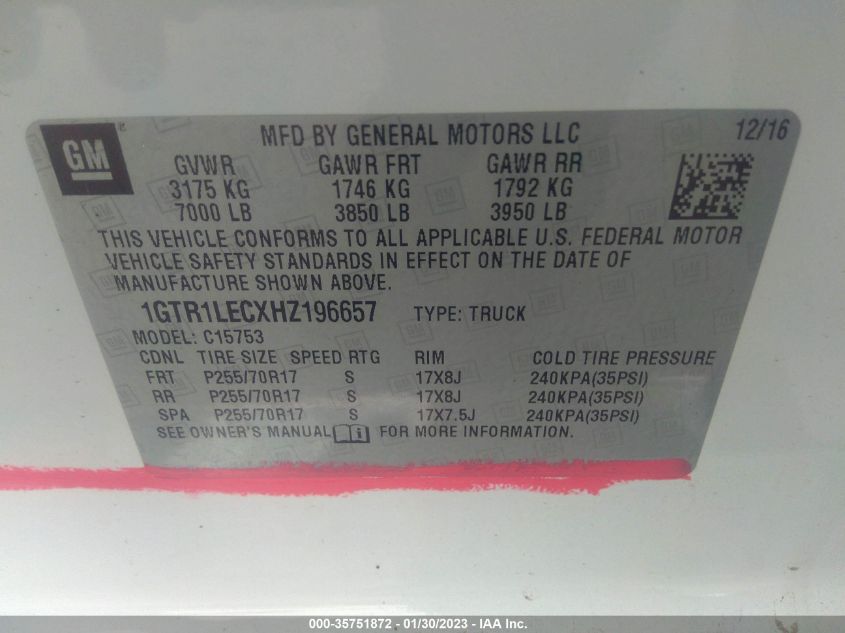 GM MFD BY GENERAL MOTORS LLC 12/16
GVWR GAWR FRT GAWR RR
3175 KG 1746 KG 1792 KG
7000 LB 3850 LB 3950 LB
THIS VEHICLE CONFORMS TO ALL APPLICABLE U.S. FEDERAL MOTOR
VEHICLE SAFETY STANDARDS IN EFFECT ON THE DATE OF
MANUFACTURE SHOWN ABOVE.
1GTR1LECXHZ196657 TYPE: TRUCK
MODEL: C15753
CDNL TIRE SIZE SPEED RTG RIM COLD TIRE PRESSURE
FRT P255/70R17 S 17X8J 240KPA(35PSI)
RR P255/70R17 S 17X8J 240KPA(35PSI)
SPA P255/70R17 S 17X7.5J 240KPA(35PSI)
SEE OWNER'S MANUAL i FOR MORE INFORMATION.
000-35751872 - 01/30/2023 - IAA Inc.